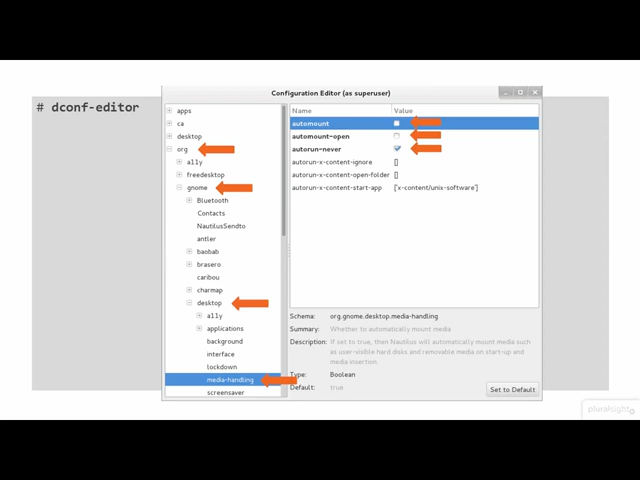 # dconf-editor
Configuration Editor (as superuser)
apps
ca
desktop
org
a11y
freedesktop
gnome
Bluetooth
Contacts
NautilusSendto
antler
baobab
brasero
caribou
charmap
desktop
a11y
applications
background
interface
lockdown
media-handling
screensaver
Name Value
automount
automount-open
autorun-never
autorun-x-content-ignore []
autorun-x-content-open-folder []
autorun-x-content-start-app ['x-content/unix-software']
Schema: org.gnome.desktop.media-handling
Summary: Whether to automatically mount media
Description: If set to true, then Nautilus will automatically mount media such
as user-visible hard disks and removable media on start-up and
media insertion.
Type: Boolean
Default: true
Set to Default
pluralsight